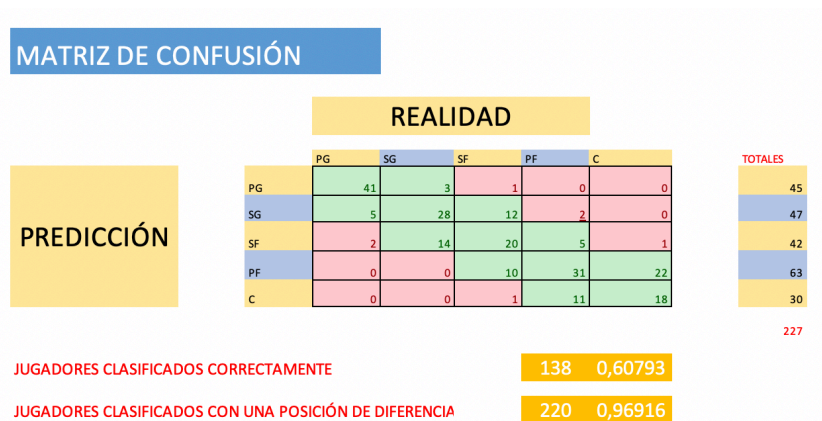 MATRIZ DE CONFUSIÓN
REALIDAD
PG SG SF PF C TOTALES
PREDICCIÓN
PG 41 3 1 0 0 45
SG 5 28 12 2 0 47
SF 2 14 20 5 1 42
PF 0 0 10 31 22 63
C 0 0 1 11 18 30
227
JUGADORES CLASIFICADOS CORRECTAMENTE 138 0,60793
JUGADORES CLASIFICADOS CON UNA POSICIÓN DE DIFERENCIA 220 0,96916